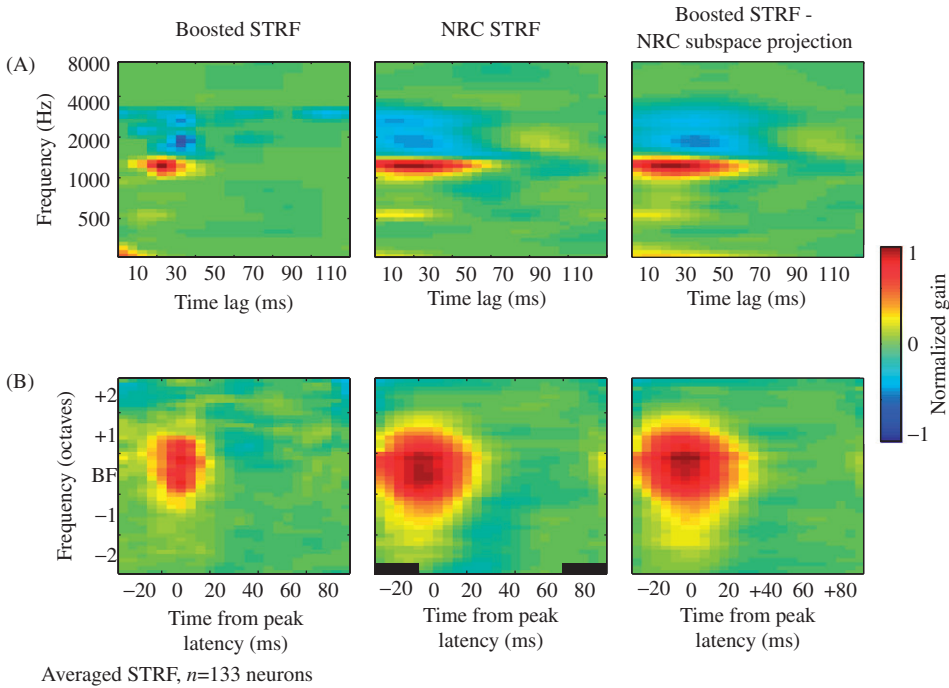 Boosted STRF
NRC STRF
Boosted STRF -
NRC subspace projection
(A)
Frequency (Hz)
8000
4000
2000
1000
500
10 30 50 70 90 110
Time lag (ms)
10 30 50 70 90 110
Time lag (ms)
10 30 50 70 90 110
Time lag (ms)
1
0
−1
Normalized gain
(B)
Frequency (octaves)
+2
+1
BF
−1
−2
−20 0 20 40 60 80
Time from peak
latency (ms)
−20 0 20 40 60 80
Time from peak
latency (ms)
−20 0 20 +40 60 +80
Time from peak
latency (ms)
Averaged STRF, n=133 neurons